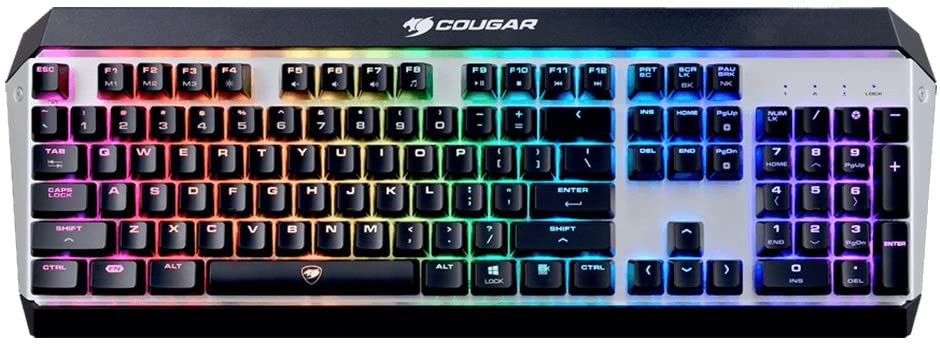 COUGAR
ESC F1 M1 F2 M2 F3 M3 F4 F5 F6 F7 F8 F9 F10 F11 F12 PRT SC SCR LK BK PAU BRK NK LOCK
~ ` ! 1 @ 2 # 3 $ 4 % 5 ^ 6 & 7 * 8 ( 9 ) 0 - + = INS HOME PgUp NUM LK / * -
TAB Q W E R T Y U I O P { [ } ] | \ DEL END PgDn 7 HOME 8 9 PgUp +
CAPS LOCK A S D F G H J K L : ; " ' ENTER 4 5 6
SHIFT Z X C V B N M < , > . ? / SHIFT 1 END 2 3 PgDn ENTER
CTRL FN ALT ALT LOCK CTRL 0 INS . DEL